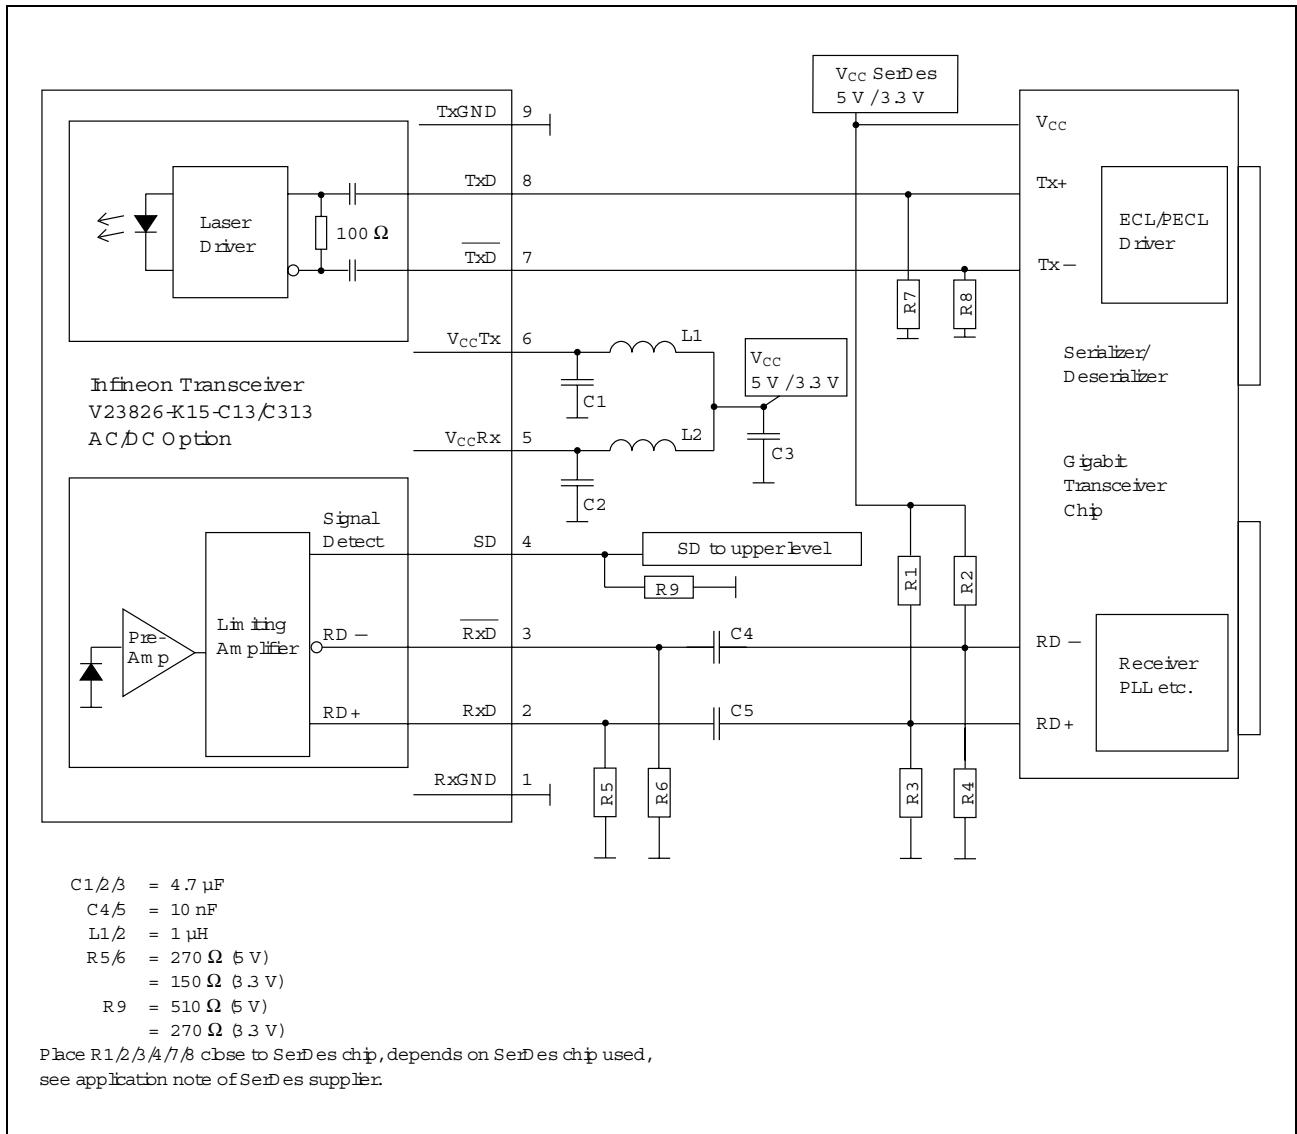 VCC SerDes
5 V / 3.3 V
TxGND 9
VCC
TxD 8
Tx+
Laser
Driver
100 Ω
ECL/PECL
Driver
TxD 7
Tx−
R7
R8
VCCTx 6
L1
VCC
5 V / 3.3 V
C1
Serializer/
Deserializer
Infineon Transceiver
V23826-K15-C13/C313
AC/DC Option
VCCRx 5
L2
C3
C2
Gigabit
Transceiver
Chip
Signal
Detect
SD 4
SD to upper level
R9
R1
R2
Pre-
Amp
Limiting
Amplifier
RD−
RxD 3
C4
RD−
Receiver
PLL etc.
RD+
RxD 2
C5
RD+
RxGND 1
R5
R6
R3
R4
C1/2/3 = 4.7 µF
C4/5 = 10 nF
L1/2 = 1 µH
R5/6 = 270 Ω (5 V)
= 150 Ω (3.3 V)
R9 = 510 Ω (5 V)
= 270 Ω (3.3 V)
Place R1/2/3/4/7/8 close to SerDes chip, depends on SerDes chip used,
see application note of SerDes supplier.